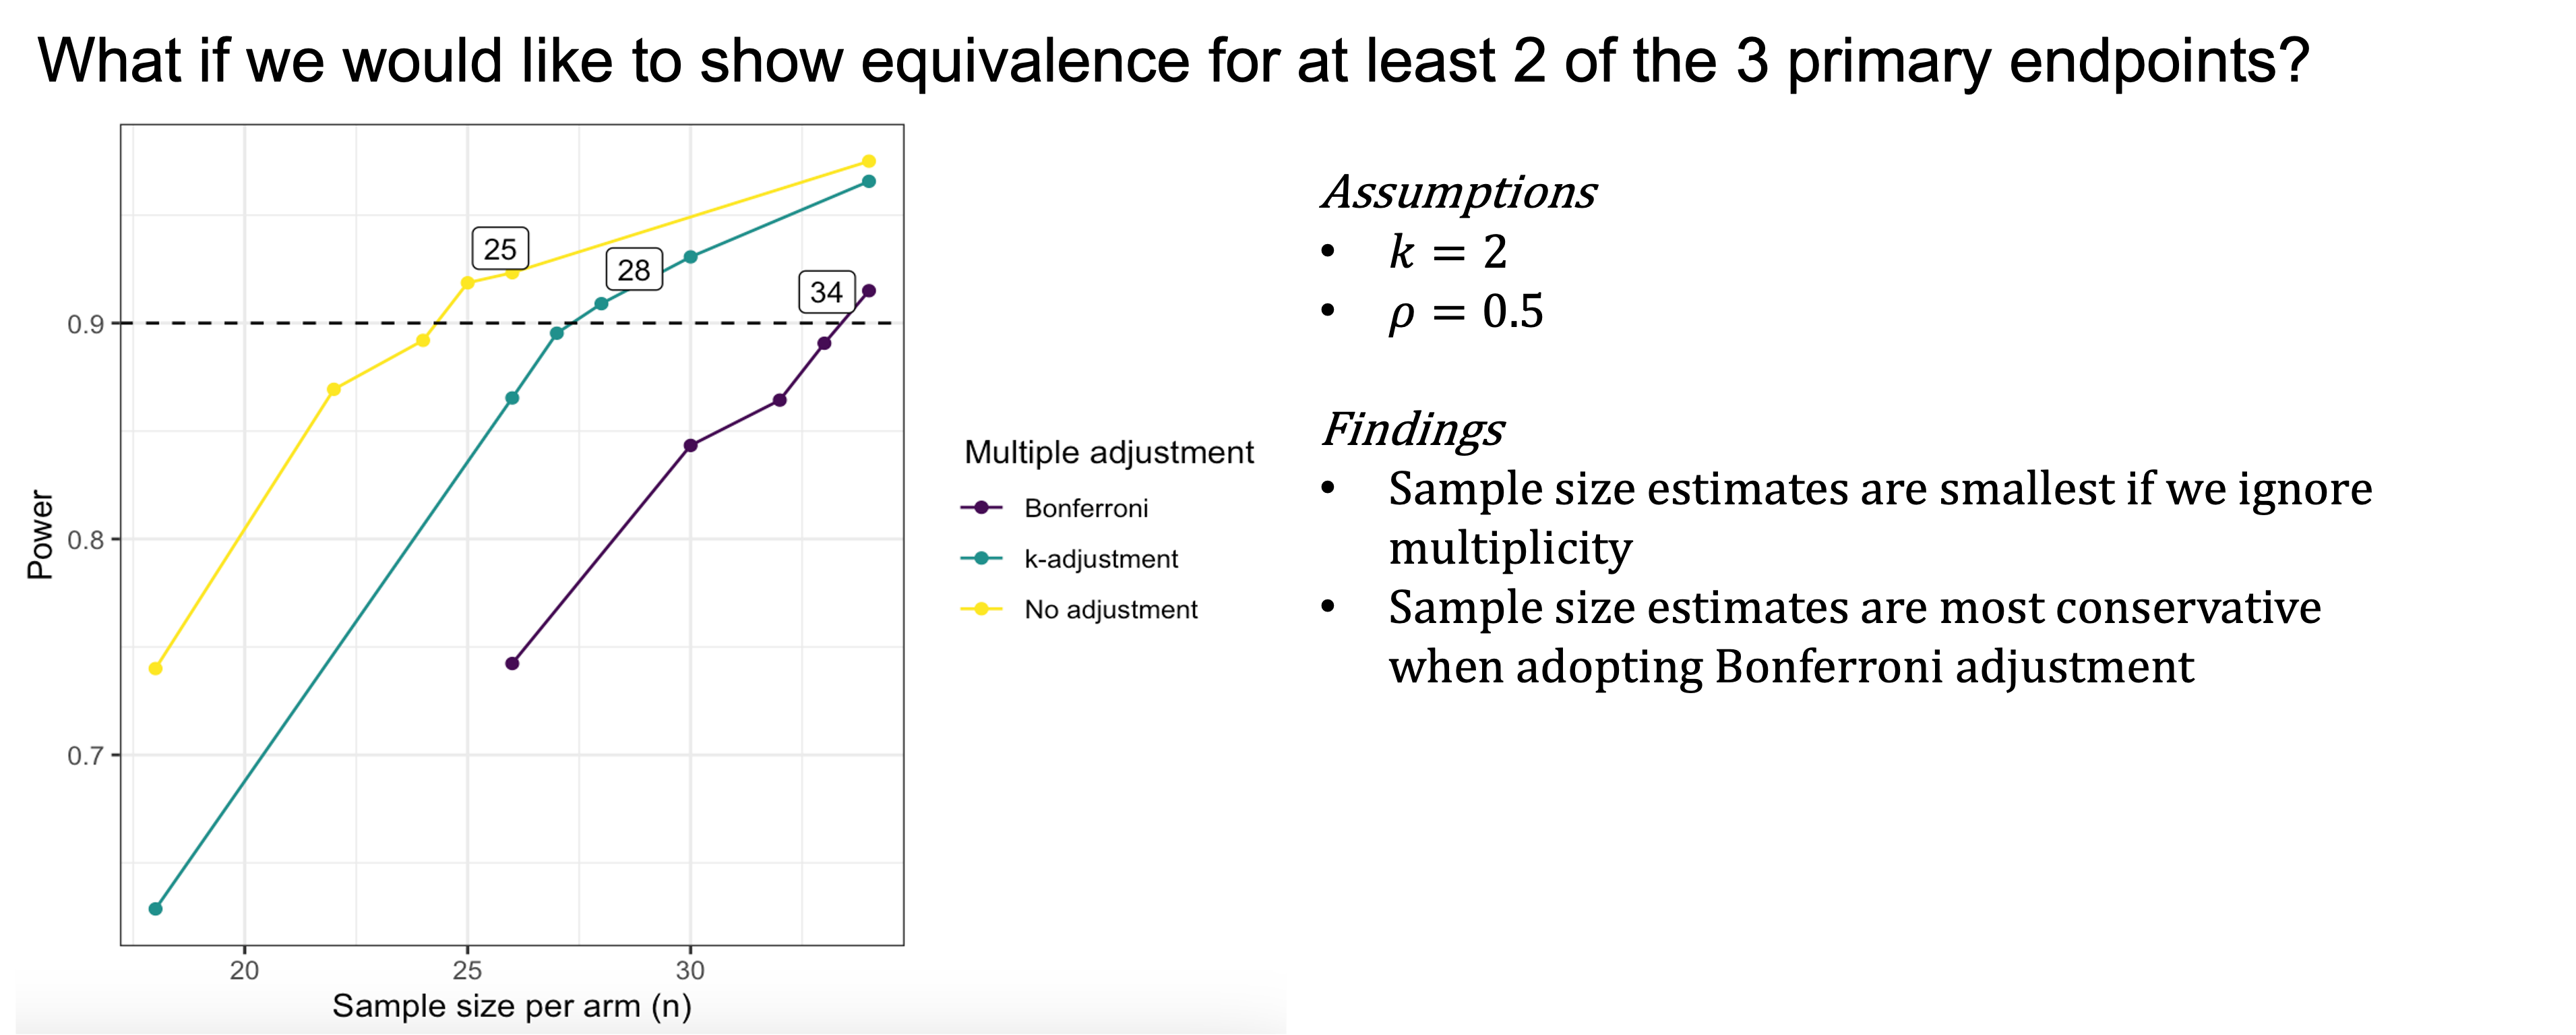 What if we would like to show equivalence for at least 2 of the 3 primary endpoints?
25
28
34
0.9
0.8
0.7
Power
20
25
30
Sample size per arm (n)
Multiple adjustment
Bonferroni
k-adjustment
No adjustment
Assumptions
• k = 2
• ρ = 0.5
Findings
• Sample size estimates are smallest if we ignore
multiplicity
• Sample size estimates are most conservative
when adopting Bonferroni adjustment